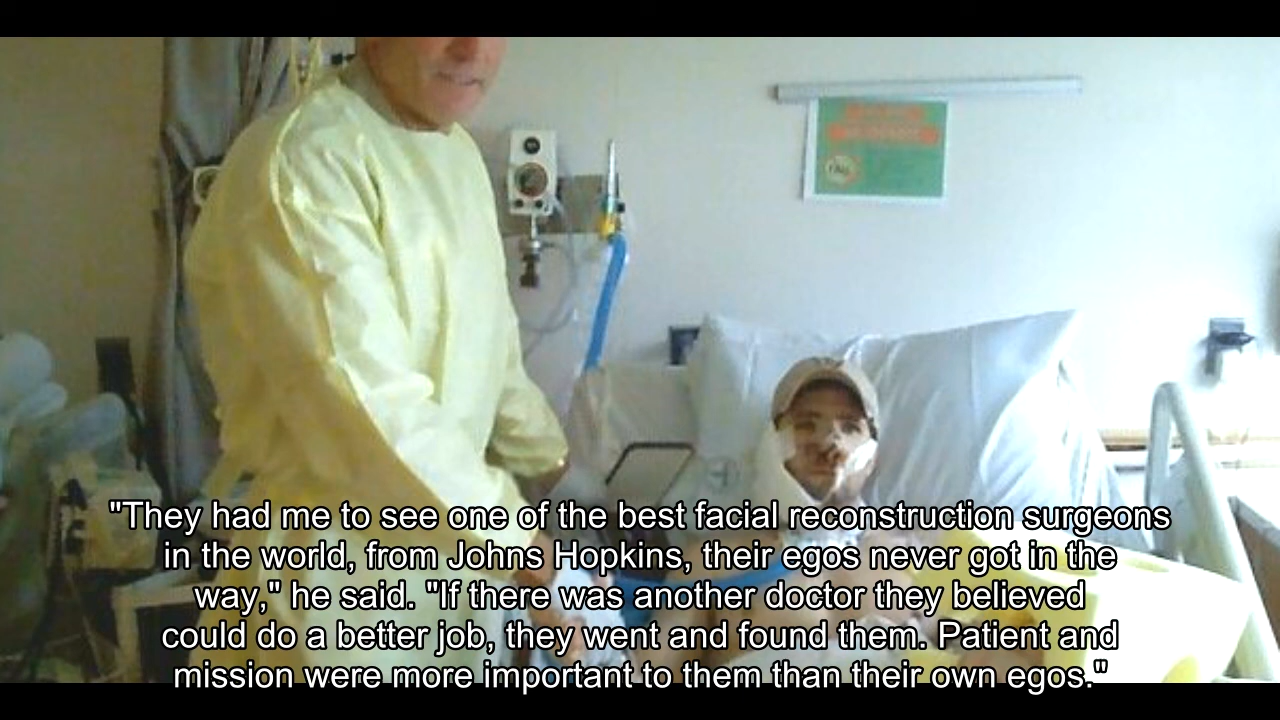 "They had me to see one of the best facial reconstruction surgeons
in the world, from Johns Hopkins, their egos never got in the
way," he said. "If there was another doctor they believed
could do a better job, they went and found them. Patient and
mission were more important to them than their own egos."